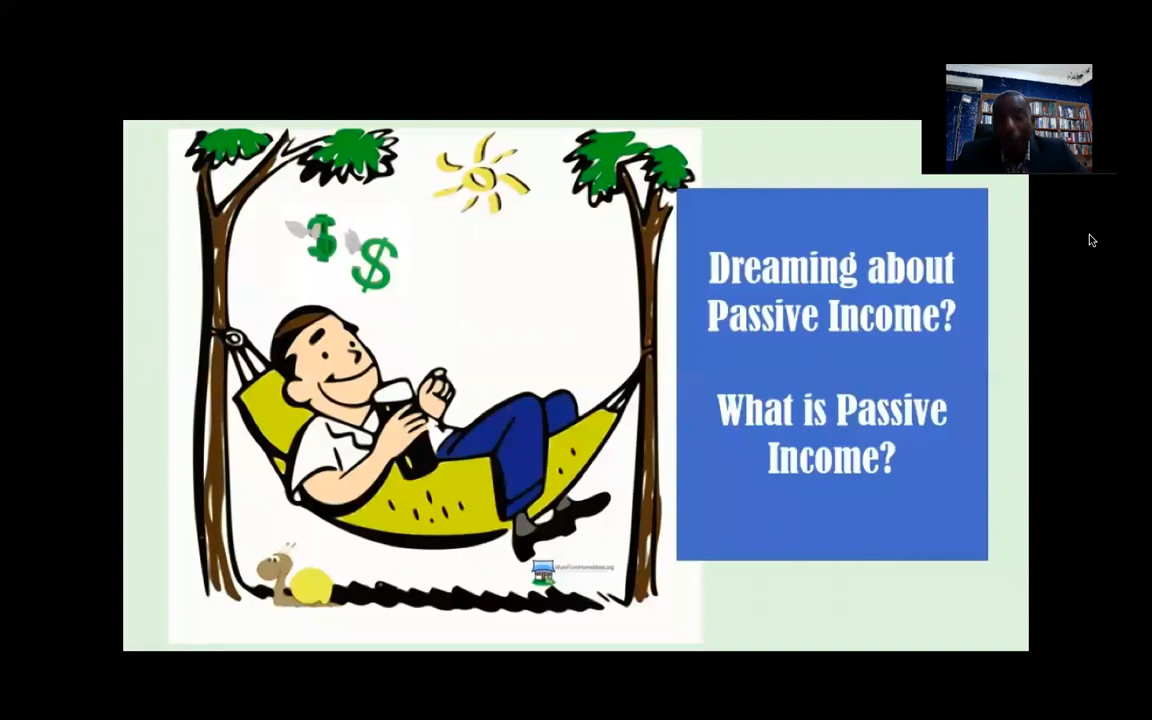 Dreaming about
Passive Income?
What is Passive
Income?
$
$